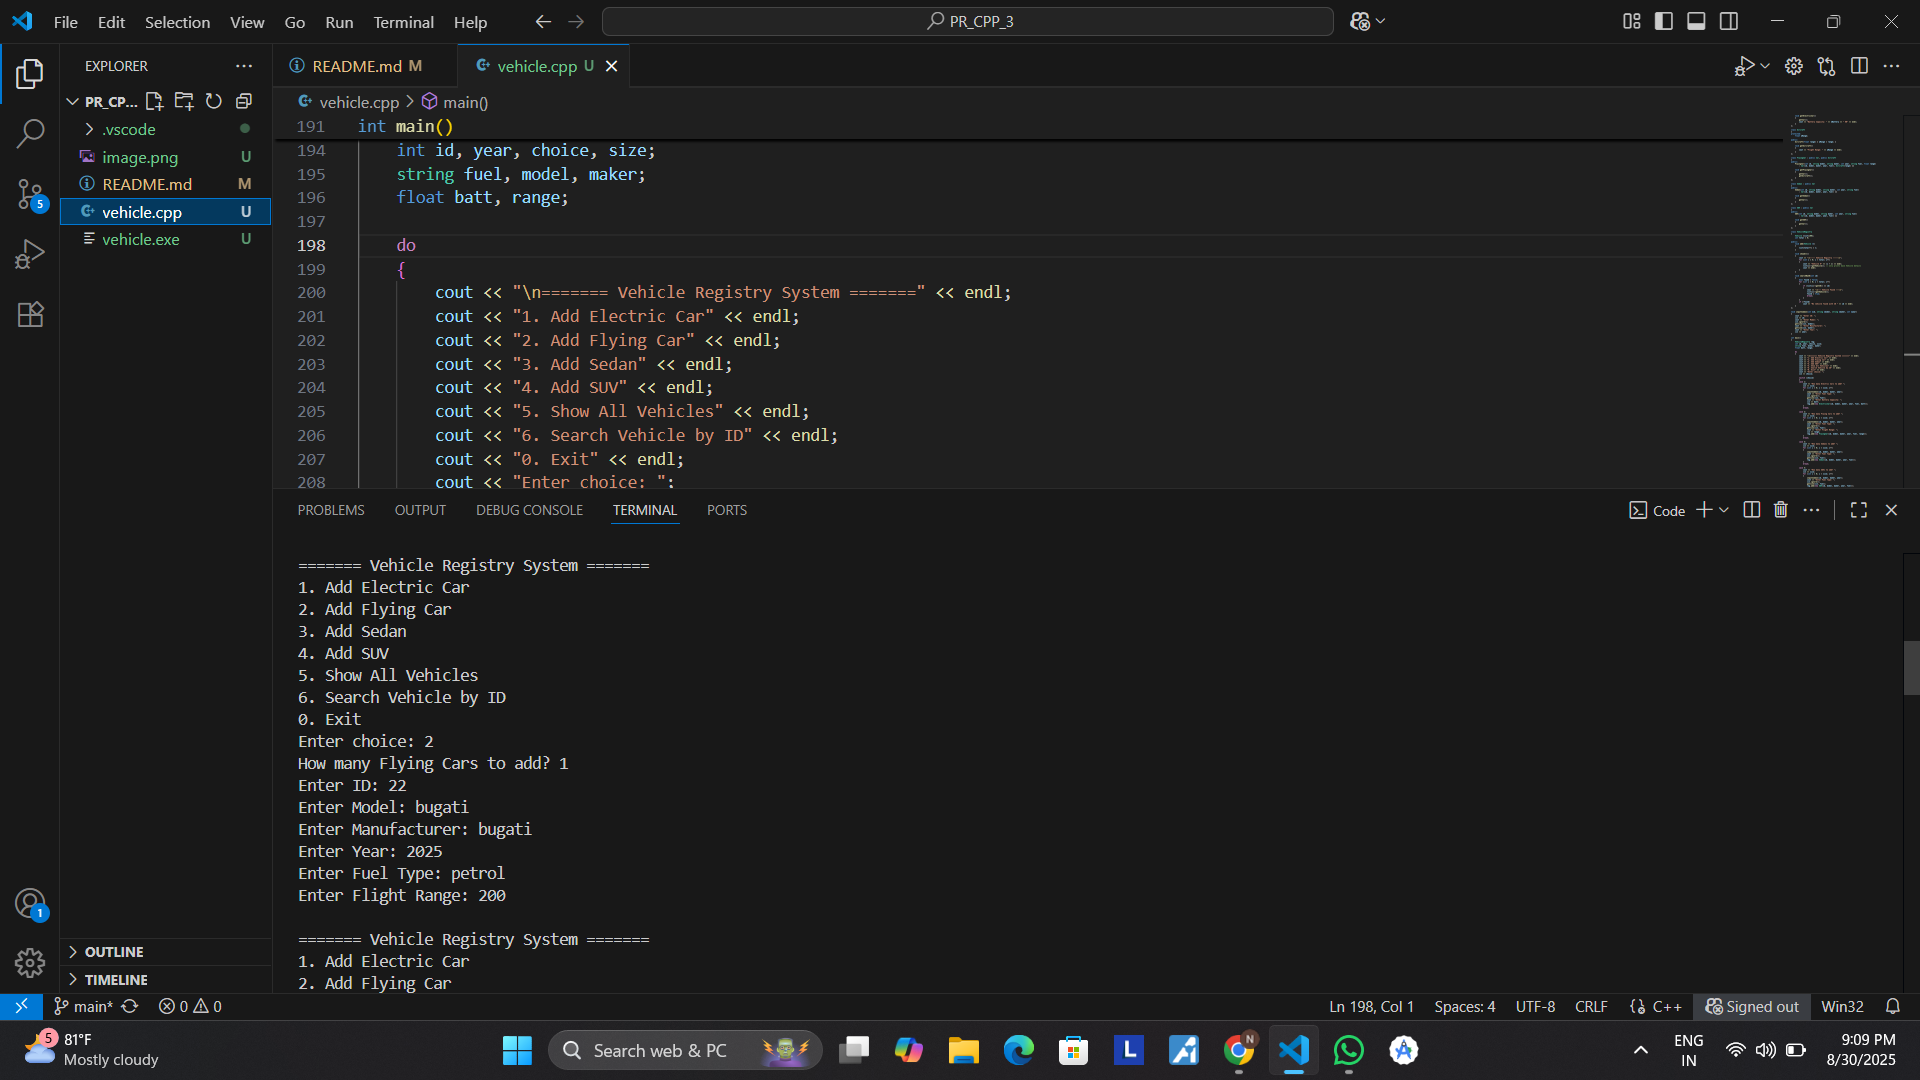 File Edit Selection View Go Run Terminal Help
PR_CPP_3
EXPLORER
PR_CP...
.vscode
image.png U
README.md M
vehicle.cpp U
vehicle.exe U
OUTLINE
TIMELINE
README.md M
vehicle.cpp U
vehicle.cpp > main()
191 int main()
194 int id, year, choice, size;
195 string fuel, model, maker;
196 float batt, range;
197
198 do
199 {
200 cout << "\n======= Vehicle Registry System =======" << endl;
201 cout << "1. Add Electric Car" << endl;
202 cout << "2. Add Flying Car" << endl;
203 cout << "3. Add Sedan" << endl;
204 cout << "4. Add SUV" << endl;
205 cout << "5. Show All Vehicles" << endl;
206 cout << "6. Search Vehicle by ID" << endl;
207 cout << "0. Exit" << endl;
208 cout << "Enter choice: ";
PROBLEMS OUTPUT DEBUG CONSOLE TERMINAL PORTS
Code
======= Vehicle Registry System =======
1. Add Electric Car
2. Add Flying Car
3. Add Sedan
4. Add SUV
5. Show All Vehicles
6. Search Vehicle by ID
0. Exit
Enter choice: 2
How many Flying Cars to add? 1
Enter ID: 22
Enter Model: bugati
Enter Manufacturer: bugati
Enter Year: 2025
Enter Fuel Type: petrol
Enter Flight Range: 200
======= Vehicle Registry System =======
1. Add Electric Car
2. Add Flying Car
5
1
main* 0 0
Ln 198, Col 1 Spaces: 4 UTF-8 CRLF C++ Signed out Win32
5
81°F
Mostly cloudy
Search web & PC
L
N
ENG
IN
9:09 PM
8/30/2025